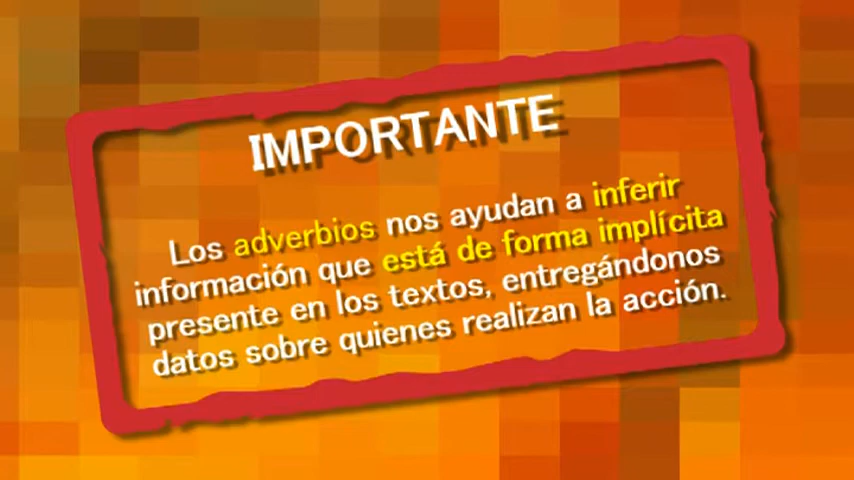 IMPORTANTE
Los adverbios nos ayudan a inferir
información que está de forma implícita
presente en los textos, entregándonos
datos sobre quienes realizan la acción.